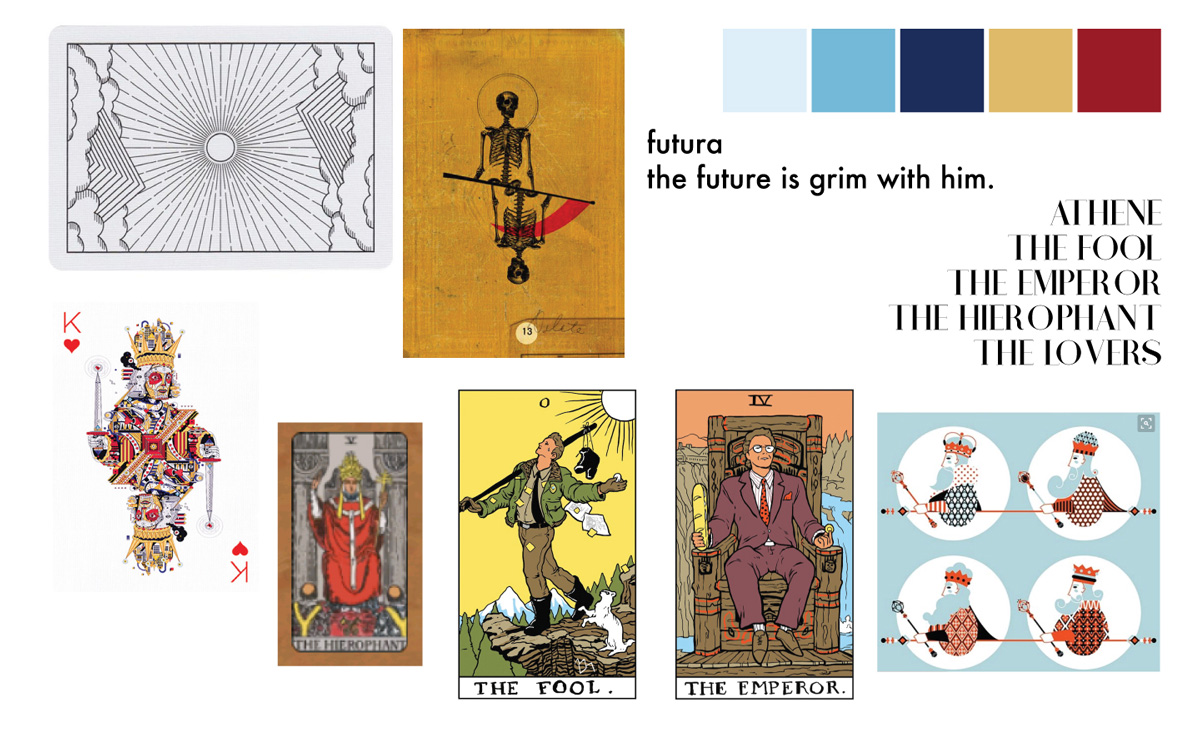 futura
the future is grim with him.
ATHENE
THE FOOL
THE EMPEROR
THE HIEROPHANT
THE LOVERS
13
K
K
V
THE HIEROPHANT
0
THE FOOL.
IV
THE EMPEROR.